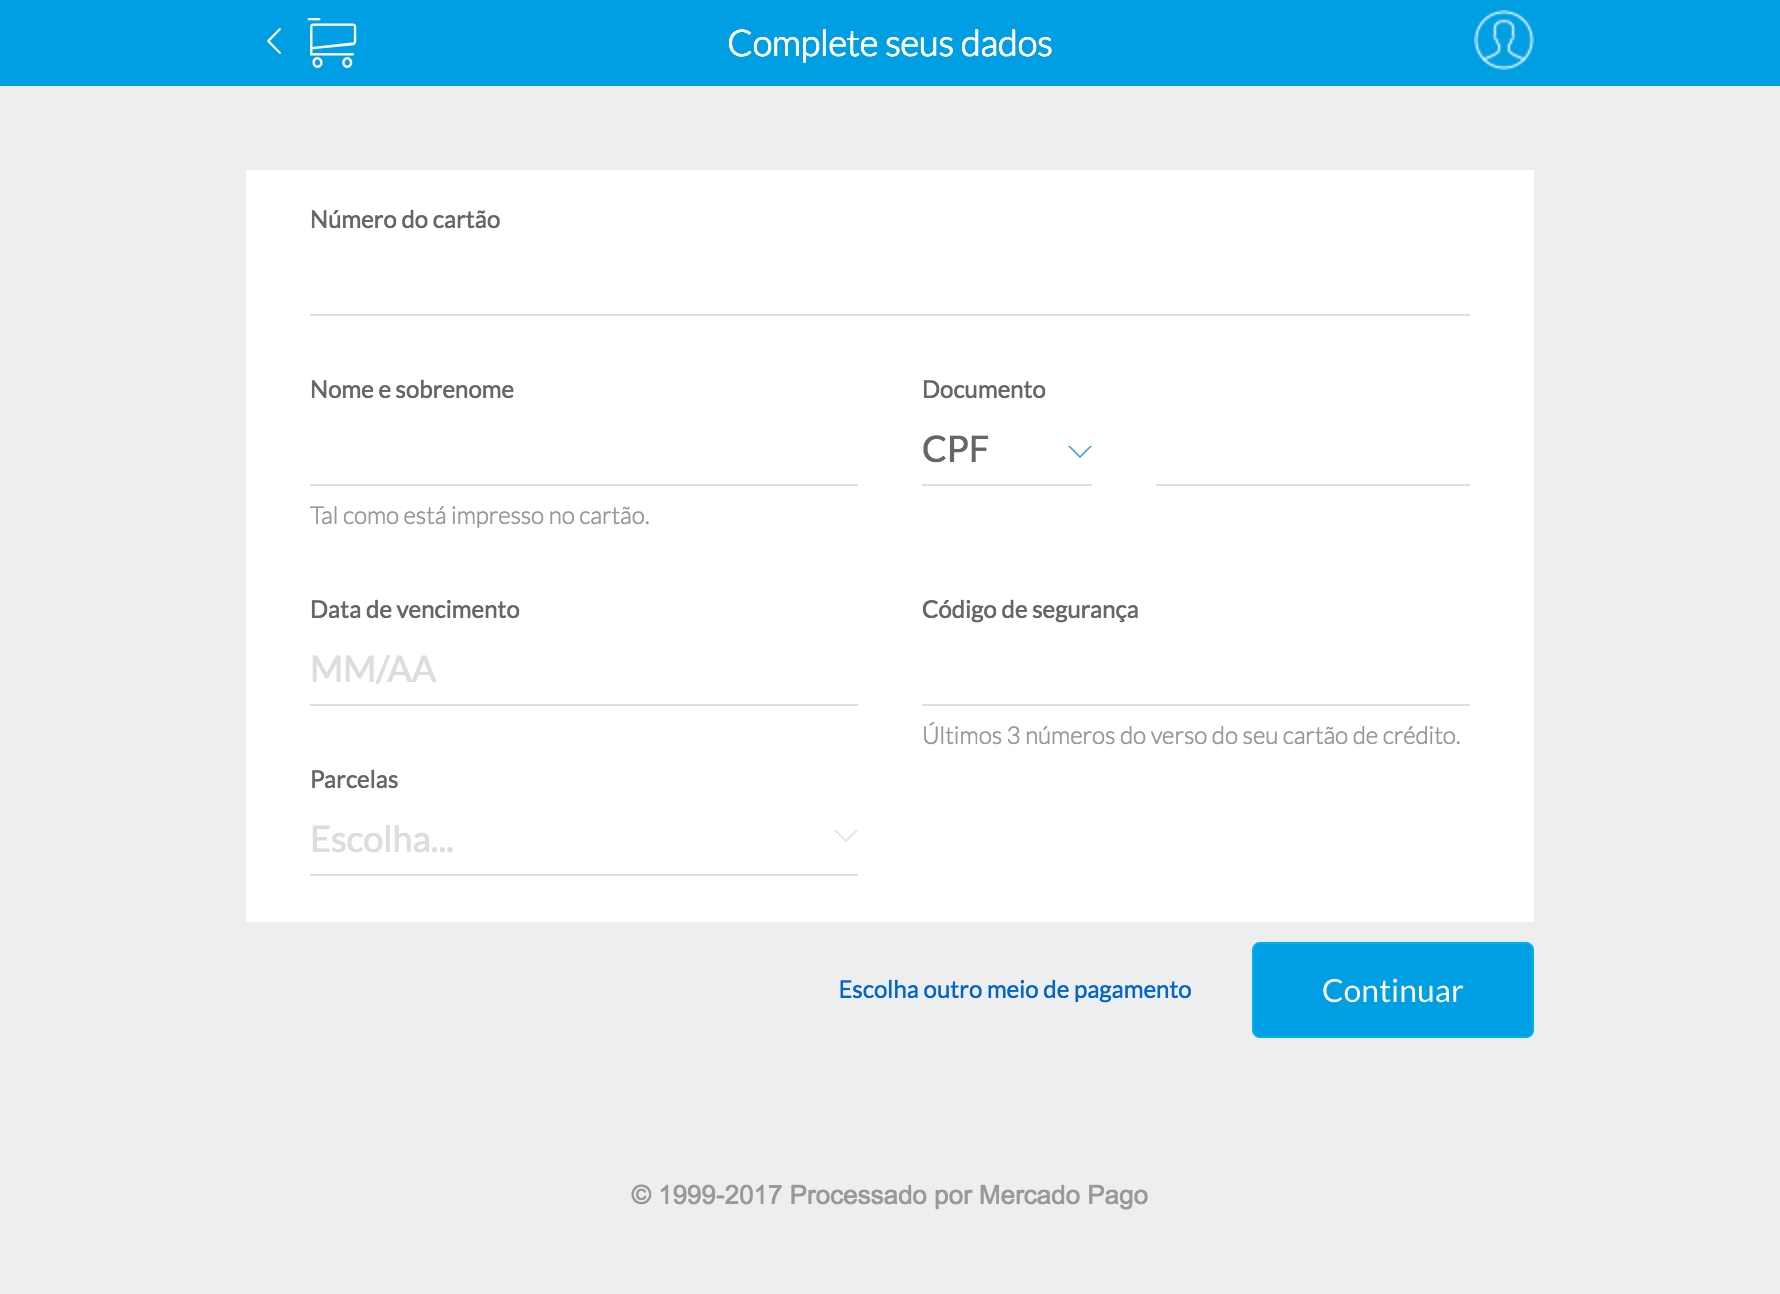 Complete seus dados
Número do cartão
Nome e sobrenome
Documento
CPF
Tal como está impresso no cartão.
Data de vencimento
Código de segurança
MM/AA
Últimos 3 números do verso do seu cartão de crédito.
Parcelas
Escolha...
Escolha outro meio de pagamento
Continuar
© 1999-2017 Processado por Mercado Pago